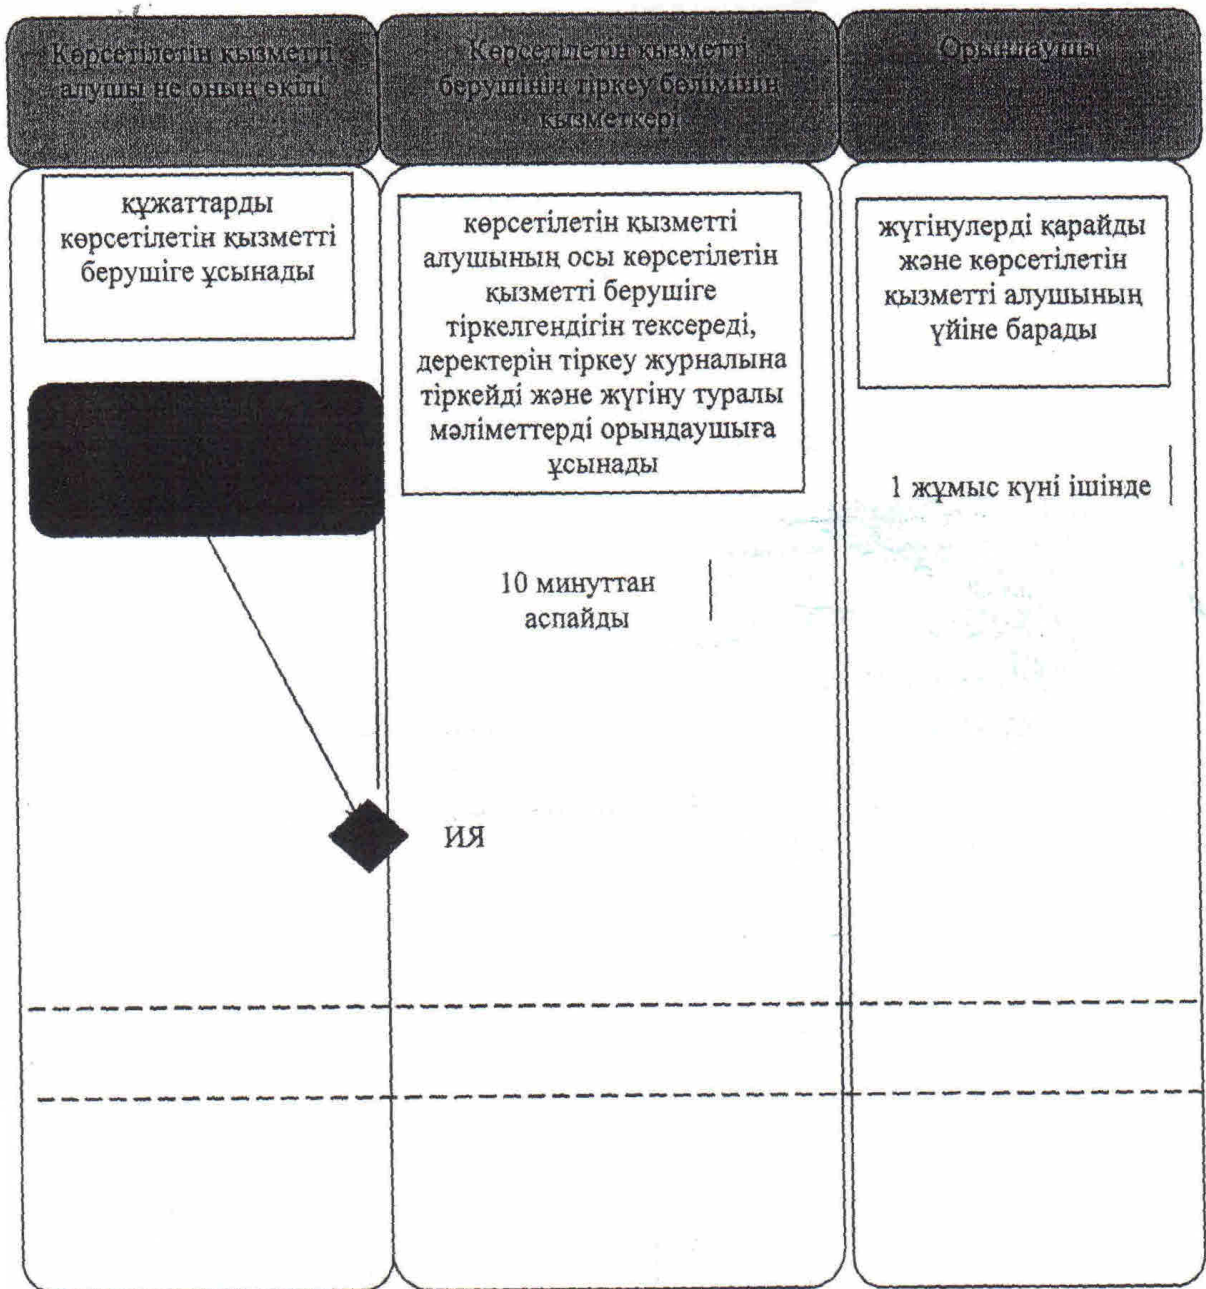 Көрсетілетін қызметті
алушы не оның өкілі
Көрсетілетін қызметті
берушінің тіркеу бөлімінің
қызметкері
Орындаушы
құжаттарды
көрсетілетін қызметті
берушіге ұсынады
көрсетілетін қызметті
алушының осы көрсетілетін
қызметті берушіге
тіркелгендігін тексереді,
деректерін тіркеу журналына
тіркейді және жүгіну туралы
мәліметтерді орындаушыға
ұсынады
жүгінулерді қарайды
және көрсетілетін
қызметті алушының
үйіне барады
1 жұмыс күні ішінде
10 минуттан
аспайды
ИЯ